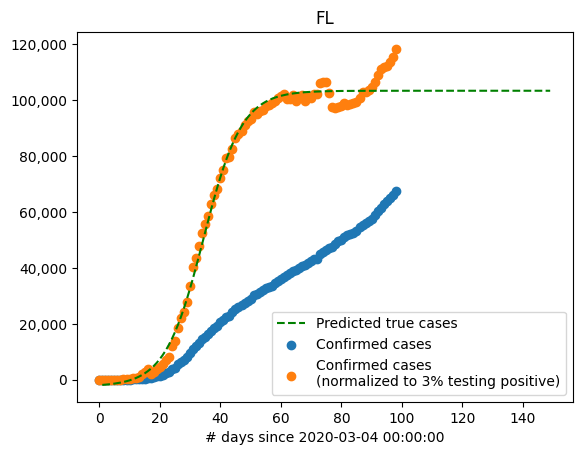 FL
120,000
100,000
80,000
60,000
40,000
20,000
0
Predicted true cases
Confirmed cases
Confirmed cases
(normalized to 3% testing positive)
0 20 40 60 80 100 120 140
# days since 2020-03-04 00:00:00